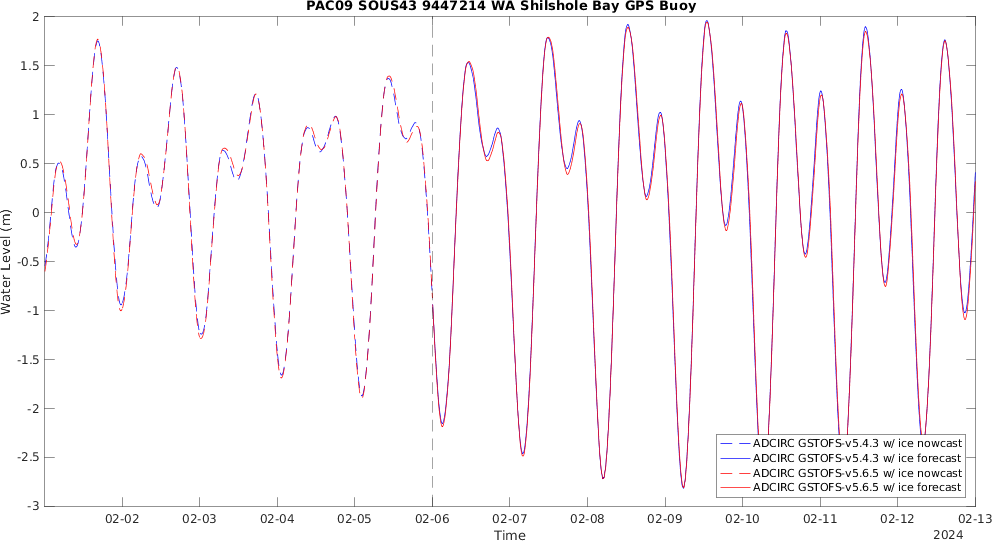 PAC09 SOUS43 9447214 WA Shilshole Bay GPS Buoy
2
1.5
1
0.5
0
-0.5
-1
-1.5
-2
-2.5
-3
Water Level (m)
ADCIRC GSTOFS-v5.4.3 w/ ice nowcast
ADCIRC GSTOFS-v5.4.3 w/ ice forecast
ADCIRC GSTOFS-v5.6.5 w/ ice nowcast
ADCIRC GSTOFS-v5.6.5 w/ ice forecast
02-02 02-03 02-04 02-05 02-06 02-07 02-08 02-09 02-10 02-11 02-12 02-13
Time
2024